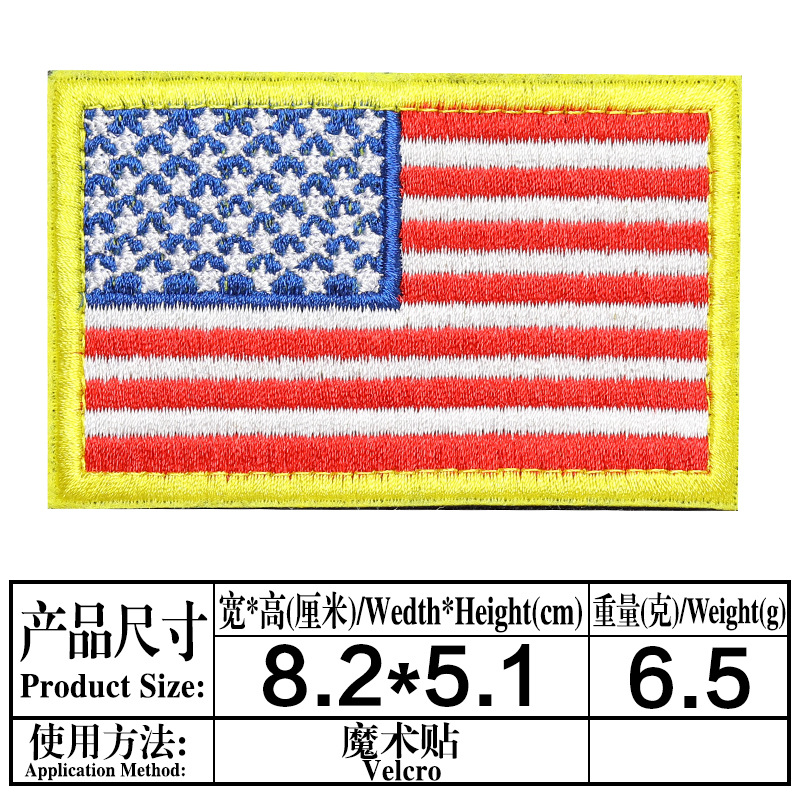 产品尺寸
Product Size:
宽*高(厘米)/Wedth*Height(cm)
重量(克)/Weight(g)
8.2*5.1
6.5
使用方法:
Application Method:
魔术贴
Velcro